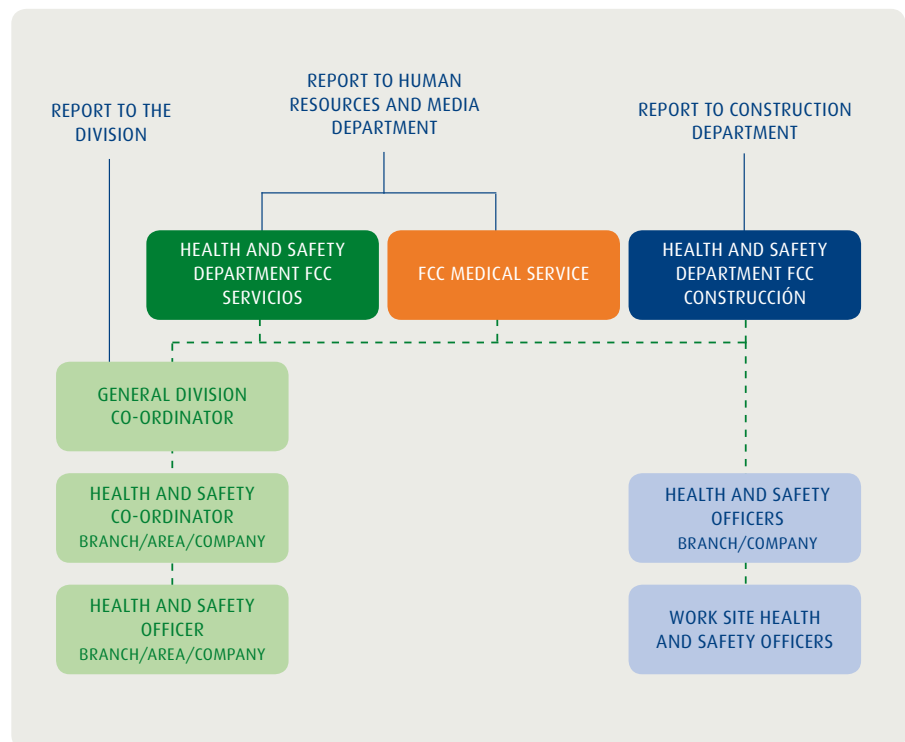 REPORT TO THE
DIVISION
REPORT TO HUMAN
RESOURCES AND MEDIA
DEPARTMENT
REPORT TO CONSTRUCTION
DEPARTMENT
HEALTH AND SAFETY
DEPARTMENT FCC
SERVICIOS
FCC MEDICAL SERVICE
HEALTH AND SAFETY
DEPARTMENT FCC
CONSTRUCCIÓN
GENERAL DIVISION
CO-ORDINATOR
HEALTH AND SAFETY
CO-ORDINATOR
BRANCH/AREA/COMPANY
HEALTH AND SAFETY
OFFICERS
BRANCH/COMPANY
HEALTH AND SAFETY
OFFICER
BRANCH/AREA/COMPANY
WORK SITE HEALTH
AND SAFETY OFFICERS